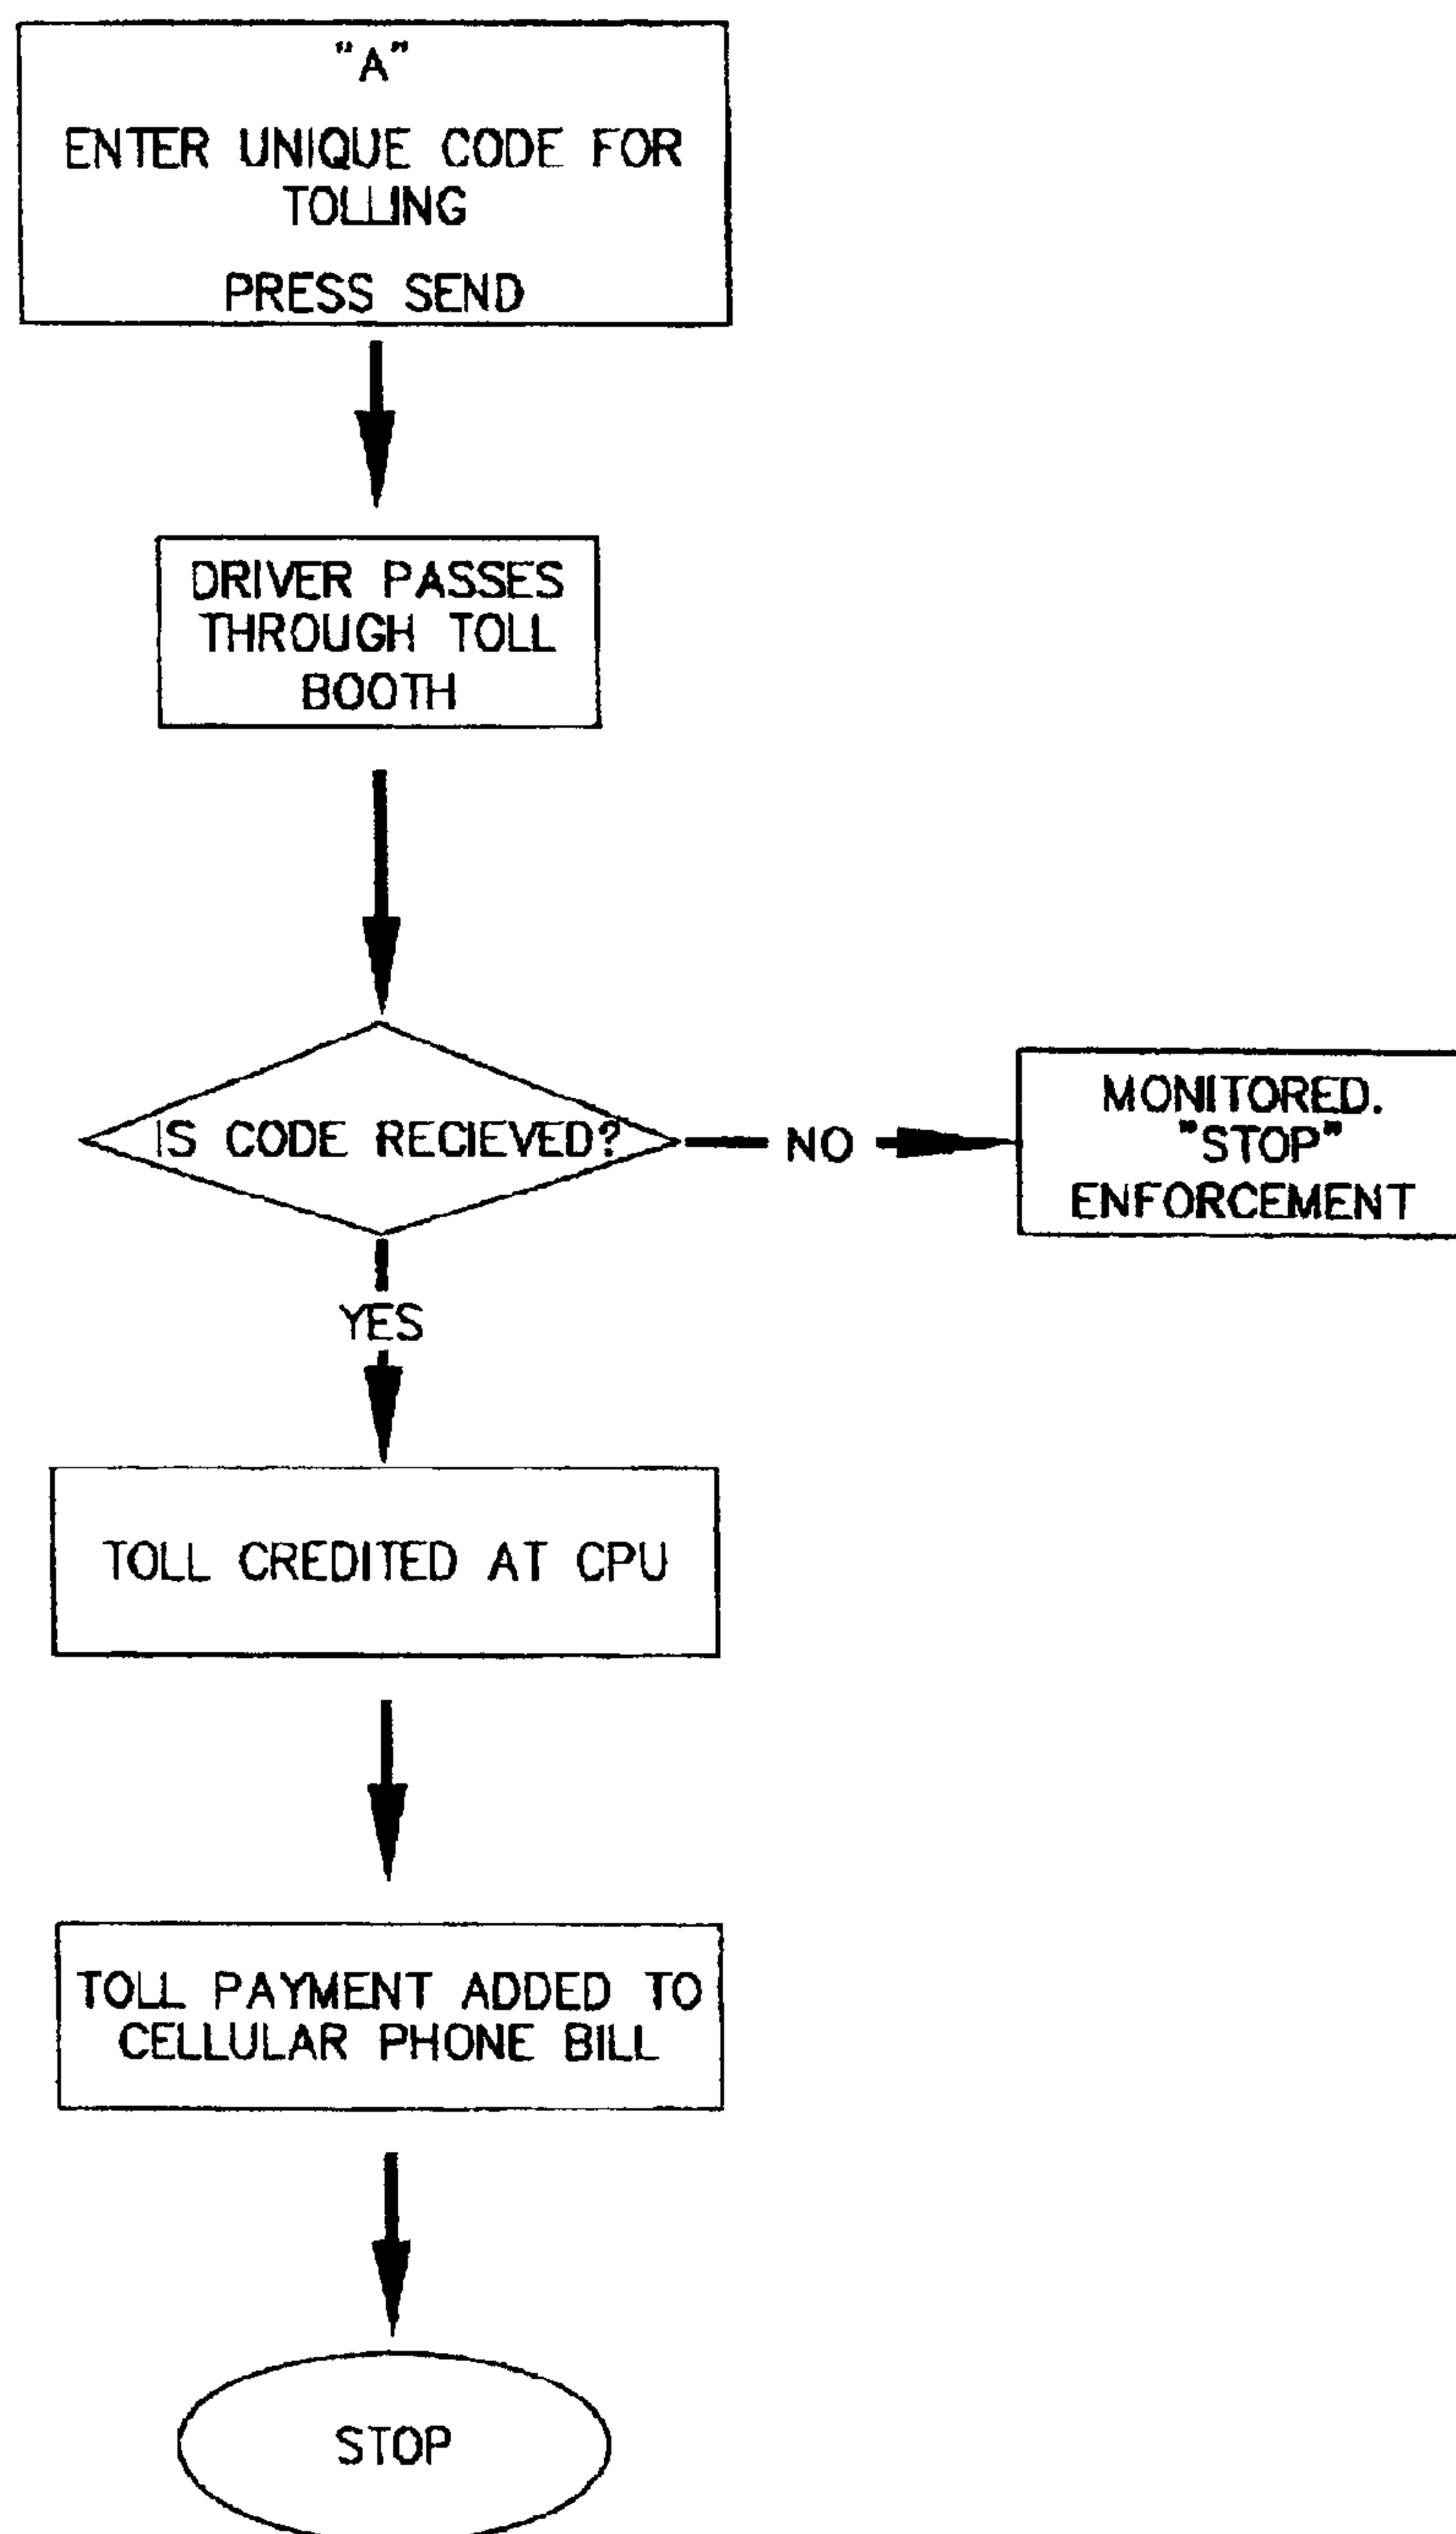 "A"
ENTER UNIQUE CODE FOR
TOLLING
PRESS SEND
DRIVER PASSES
THROUGH TOLL
BOOTH
IS CODE RECIEVED?
NO
MONITORED.
"STOP"
ENFORCEMENT
YES
TOLL CREDITED AT CPU
TOLL PAYMENT ADDED TO
CELLULAR PHONE BILL
STOP